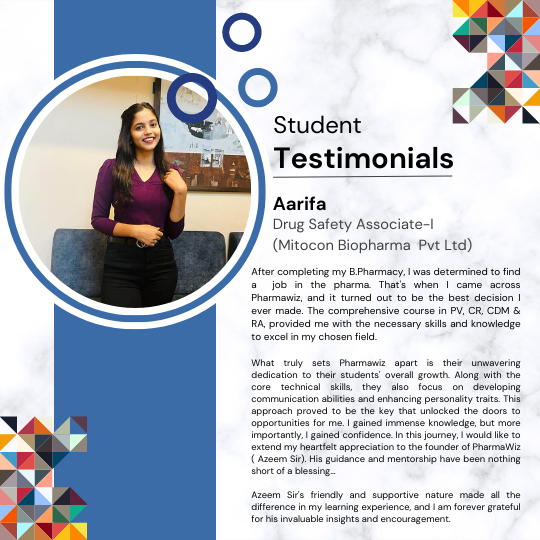 Student
Testimonials
Aarifa
Drug Safety Associate-I
(Mitocon Biopharma Pvt Ltd)
After completing my B.Pharmacy, I was determined to find
a job in the pharma. That's when I came across
Pharmawiz, and it turned out to be the best decision I
ever made. The comprehensive course in PV, CR, CDM &
RA, provided me with the necessary skills and knowledge
to excel in my chosen field.
What truly sets Pharmawiz apart is their unwavering
dedication to their students' overall growth. Along with the
core technical skills, they also focus on developing
communication abilities and enhancing personality traits. This
approach proved to be the key that unlocked the doors to
opportunities for me. I gained immense knowledge, but more
importantly, I gained confidence. In this journey, I would like to
extend my heartfelt appreciation to the founder of PharmaWiz
( Azeem Sir). His guidance and mentorship have been nothing
short of a blessing...
Azeem Sir's friendly and supportive nature made all the
difference in my learning experience, and I am forever grateful
for his invaluable insights and encouragement.